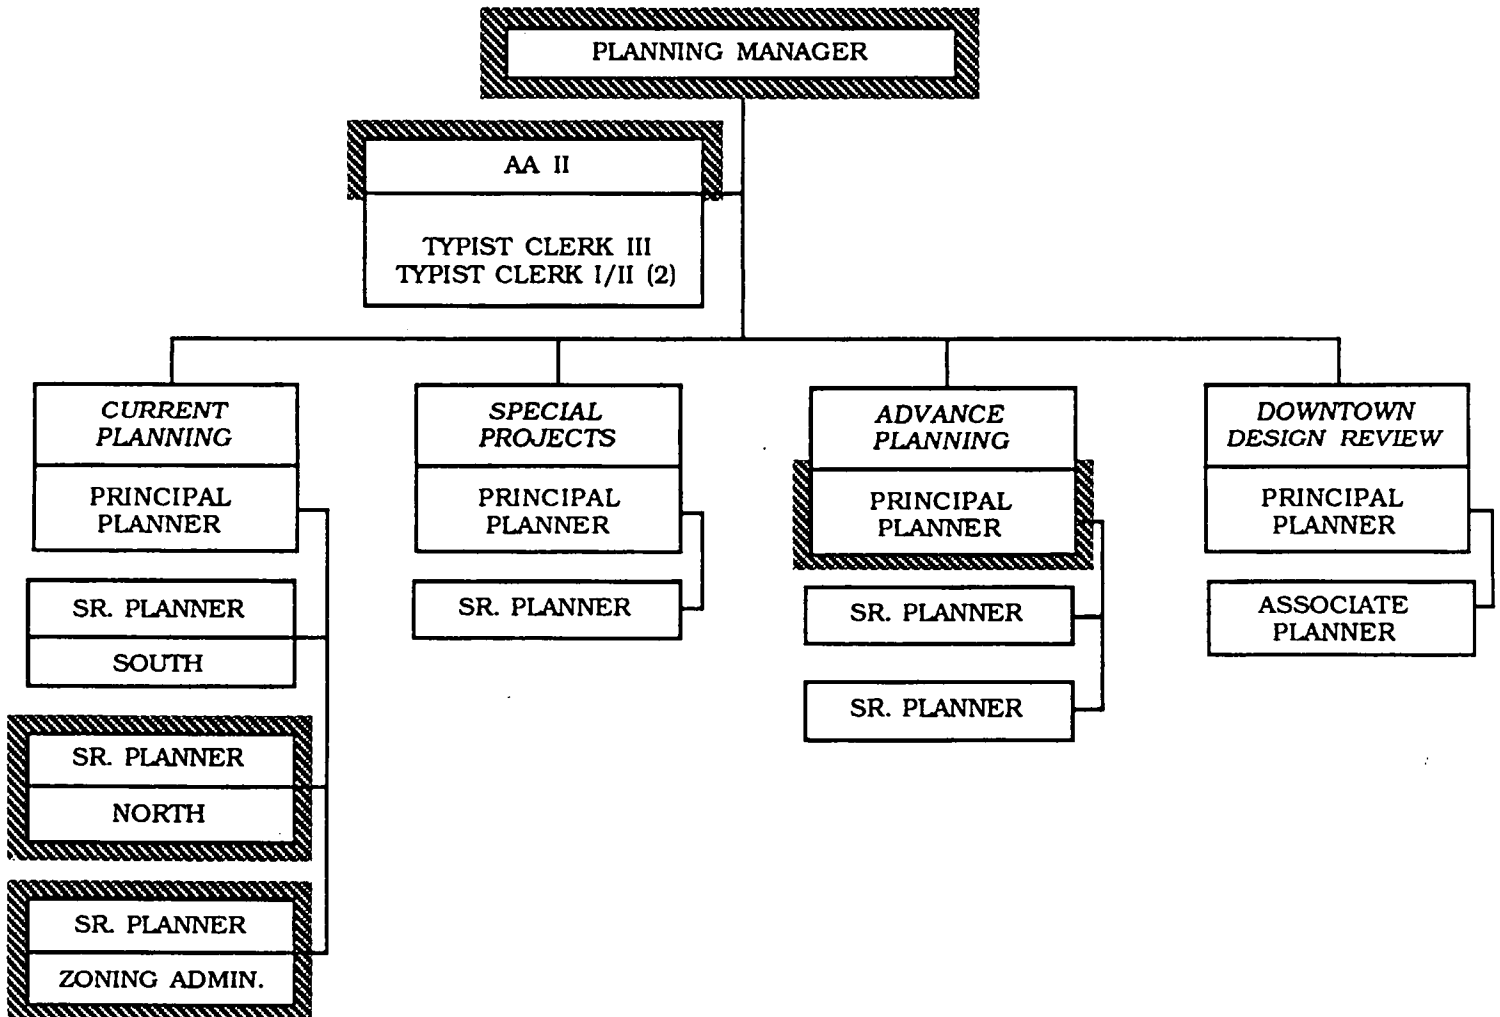 PLANNING MANAGER
AA II
TYPIST CLERK III
TYPIST CLERK I/II (2)
CURRENT
PLANNING
PRINCIPAL
PLANNER
SR. PLANNER
SOUTH
SR. PLANNER
NORTH
SR. PLANNER
ZONING ADMIN.
SPECIAL
PROJECTS
PRINCIPAL
PLANNER
SR. PLANNER
ADVANCE
PLANNING
PRINCIPAL
PLANNER
SR. PLANNER
SR. PLANNER
DOWNTOWN
DESIGN REVIEW
PRINCIPAL
PLANNER
ASSOCIATE
PLANNER